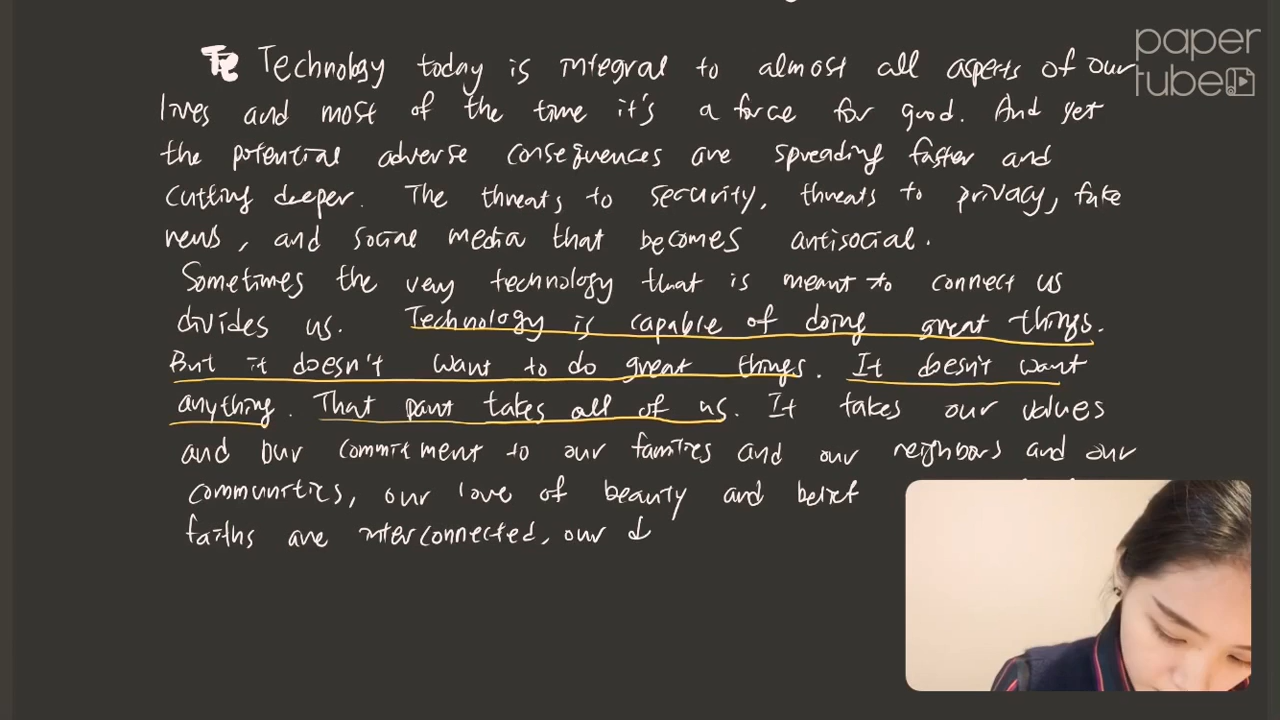 paper
tube
Te Technology today is integral to almost all aspects of our
lives and most of the time it's a force for good. And yet
the potential adverse consequences are spreading faster and
cutting deeper. The threats to security, threats to privacy, fake
news, and social media that becomes antisocial.
Sometimes the very technology that is meant to connect us
divides us. Technology is capable of doing great things.
But it doesn't want to do great things. It doesn't want
anything. That part takes all of us. It takes our values
and our commitment to our families and our neighbors and our
communities, our love of beauty and belief
faiths are interconnected, our d